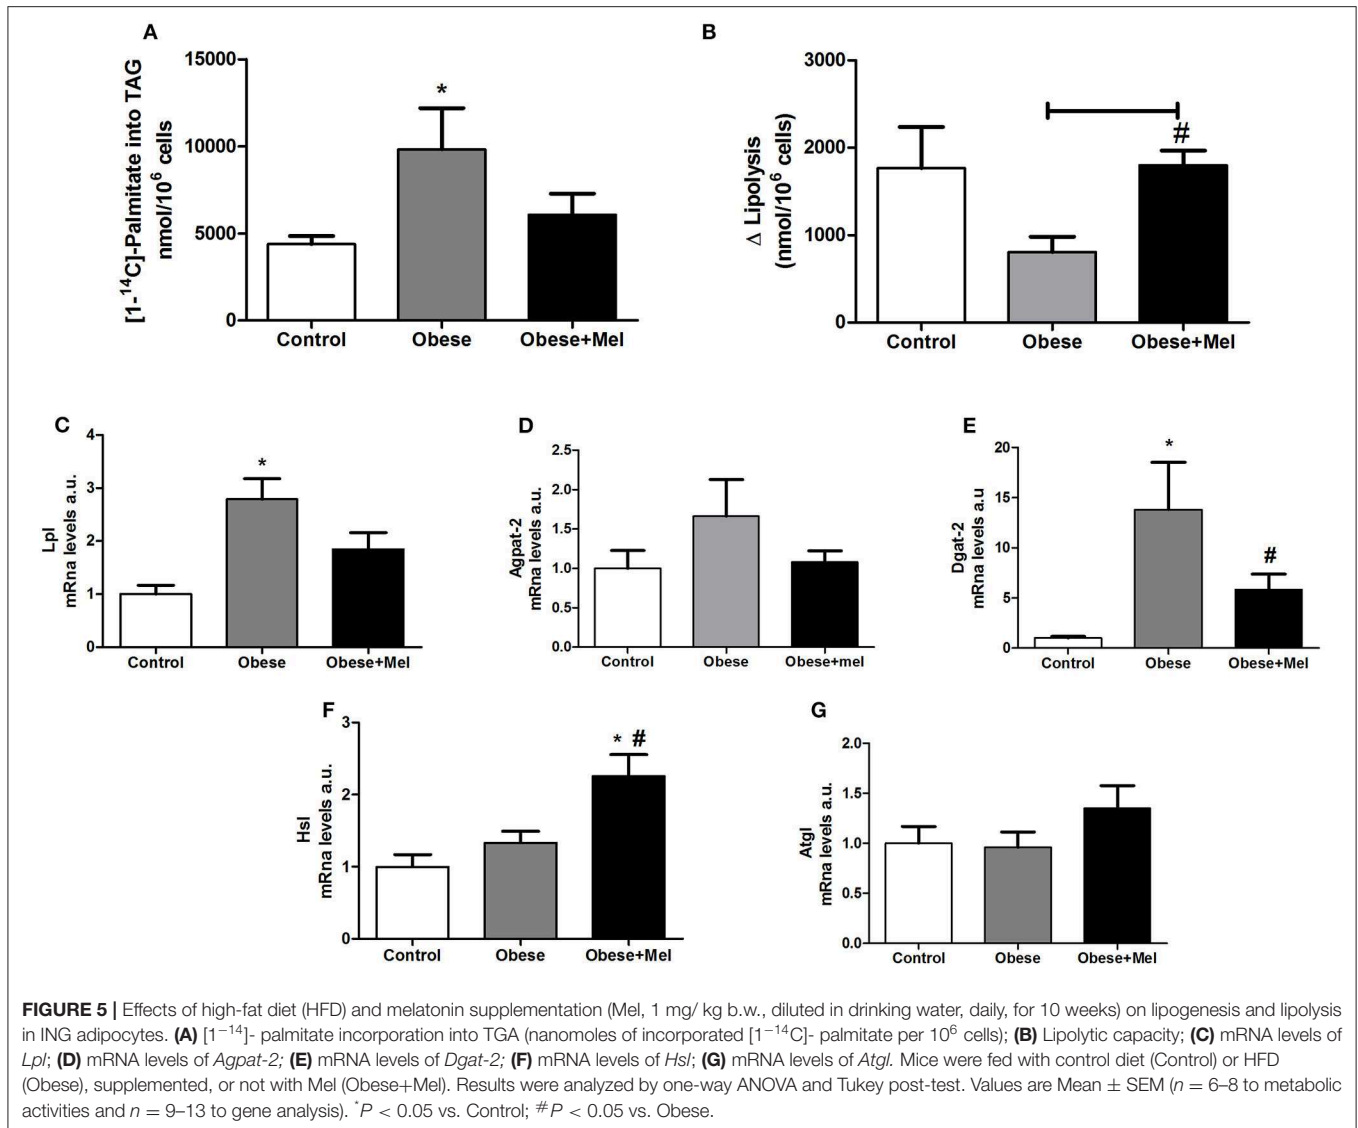 A
[1-¹⁴C]-Palmitate into TAG
nmol/10⁶ cells
15000
10000
5000
0
*
Control Obese Obese+Mel
B
Δ Lipolysis
(nmol/10⁶ cells)
3000
2000
1000
0
#
Control Obese Obese+Mel
C
Lpl
mRna levels a.u.
4
3
2
1
0
*
Control Obese Obese+Mel
D
Agpat-2
mRna levels a.u.
2.5
2.0
1.5
1.0
0.5
0.0
Control Obese Obese+mel
E
Dgat-2
mRna levels a.u
20
15
10
5
0
*
#
Control Obese Obese+Mel
F
Hsl
mRna levels a.u.
3
2
1
0
* #
Control Obese Obese+Mel
G
Atgl
mRna levels a.u.
2.0
1.5
1.0
0.5
0.0
Control Obese Obese+Mel
FIGURE 5 | Effects of high-fat diet (HFD) and melatonin supplementation (Mel, 1 mg/ kg b.w., diluted in drinking water, daily, for 10 weeks) on lipogenesis and lipolysis
in ING adipocytes. (A) [1⁻¹⁴]- palmitate incorporation into TGA (nanomoles of incorporated [1⁻¹⁴C]- palmitate per 10⁶ cells); (B) Lipolytic capacity; (C) mRNA levels of
Lpl; (D) mRNA levels of Agpat-2; (E) mRNA levels of Dgat-2; (F) mRNA levels of Hsl; (G) mRNA levels of Atgl. Mice were fed with control diet (Control) or HFD
(Obese), supplemented, or not with Mel (Obese+Mel). Results were analyzed by one-way ANOVA and Tukey post-test. Values are Mean ± SEM (n = 6–8 to metabolic
activities and n = 9–13 to gene analysis). *P < 0.05 vs. Control; #P < 0.05 vs. Obese.